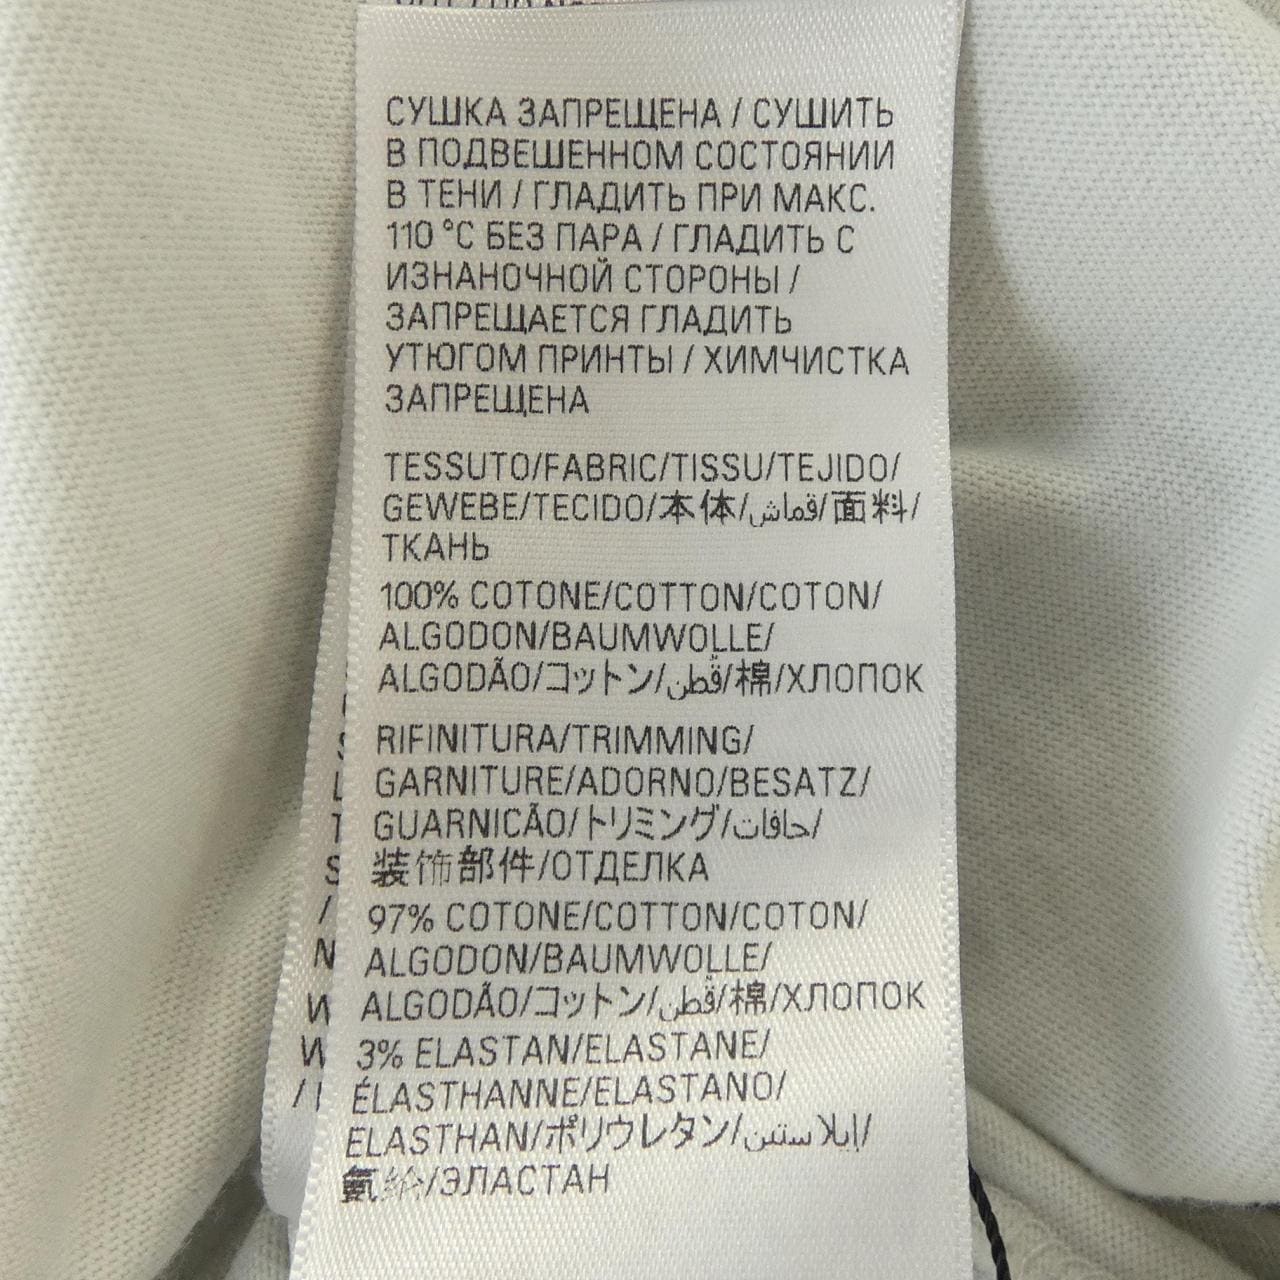 СУШКА ЗАПРЕЩЕНА / СУШИТЬ
В ПОДВЕШЕННОМ СОСТОЯНИИ
В ТЕНИ / ГЛАДИТЬ ПРИ МАКС.
110 °C БЕЗ ПАРА / ГЛАДИТЬ С
ИЗНАНОЧНОЙ СТОРОНЫ /
ЗАПРЕЩАЕТСЯ ГЛАДИТЬ
УТЮГОМ ПРИНТЫ / ХИМЧИСТКА
ЗАПРЕЩЕНА
TESSUTO/FABRIC/TISSU/TEJIDO/
GEWEBE/TECIDO/本体/قماش/面料/
ТКАНЬ
100% COTONE/COTTON/COTON/
ALGODON/BAUMWOLLE/
ALGODÃO/コットン/قُطن/棉/ХЛОПОК
RIFINITURA/TRIMMING/
GARNITURE/ADORNO/BESATZ/
GUARNICÃO/トリミング/حافات/
装饰部件/ОТДЕЛКА
97% COTONE/COTTON/COTON/
ALGODON/BAUMWOLLE/
ALGODÃO/コットン/قُطن/棉/ХЛОПОК
3% ELASTAN/ELASTANE/
ÉLASTHANNE/ELASTANO/
ELASTHAN/ポリウレタン/إيلاستين/
氨纶/ЭЛАСТАН